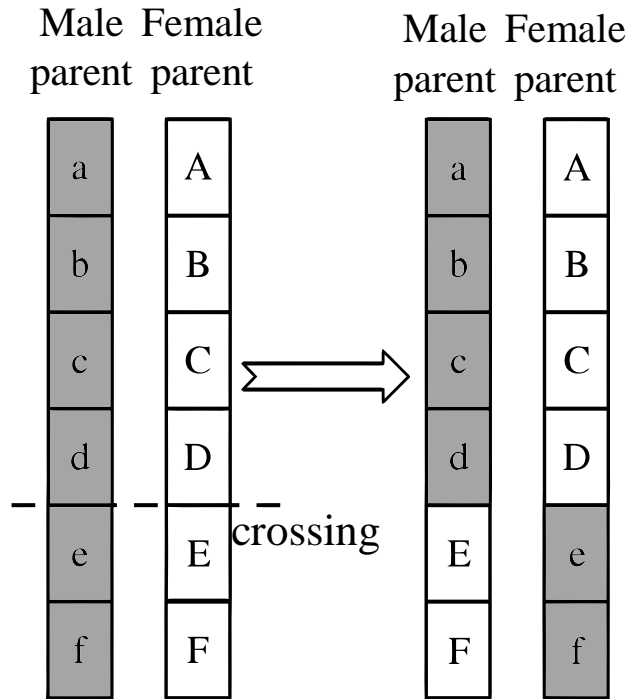 Male Female
parent parent
Male Female
parent parent
a A a A
b B b B
c C c C
d D d D
crossing
e E E e
f F F f